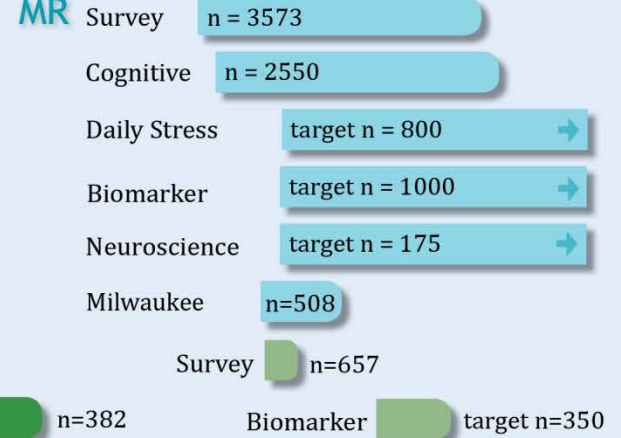 MR Survey n = 3573
Cognitive n = 2550
Daily Stress target n = 800
Biomarker target n = 1000
Neuroscience target n = 175
Milwaukee n=508
Survey n=657
n=382 Biomarker target n=350